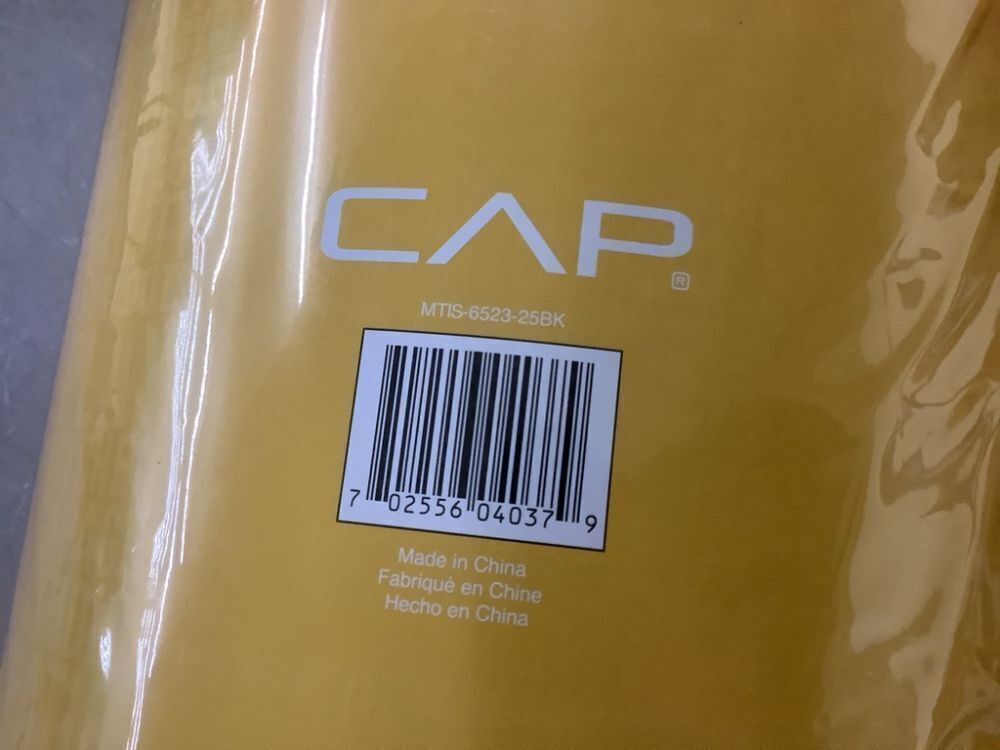 CAP®
MTIS-6523-25BK
7 02556 04037 9
Made in China
Fabriqué en Chine
Hecho en China